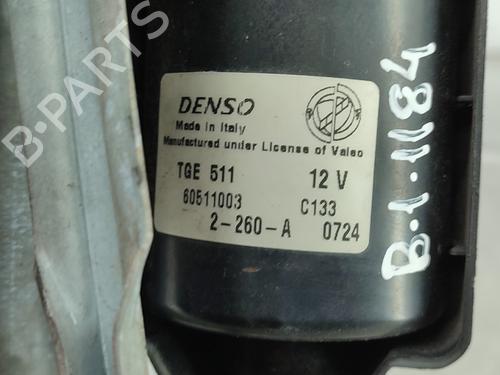 B-PARTS
DENSO
Made in Italy
Manufactured under License of Valeo
TGE 511 12 V
60511003 C133
2-260-A 0724
B.1.1184